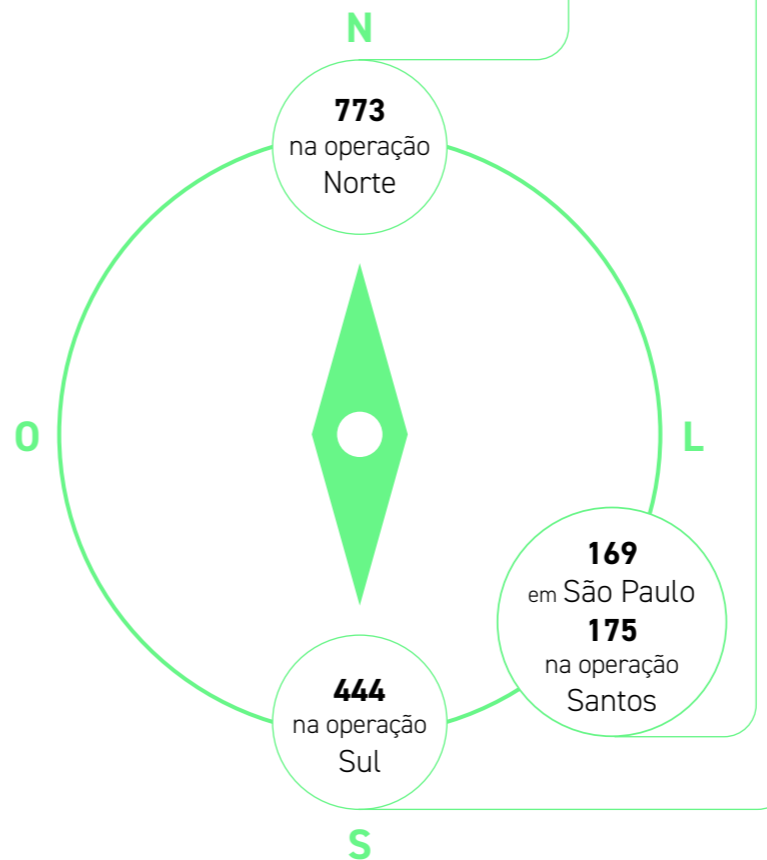 N
773
na operação
Norte
O
L
169
em São Paulo
175
na operação
Santos
444
na operação
Sul
S